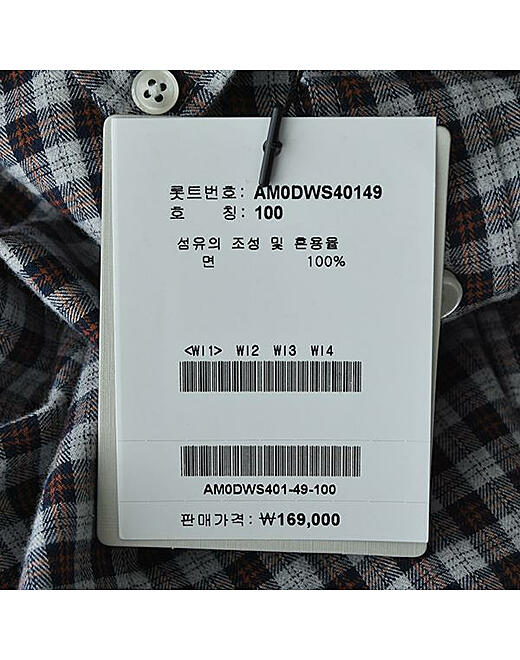 롯트번호: AM0DWS40149
호 칭: 100
섬유의 조성 및 혼용율
면 100%
<WI1> WI2 WI3 WI4
AM0DWS401-49-100
판매가격: ₩169,000